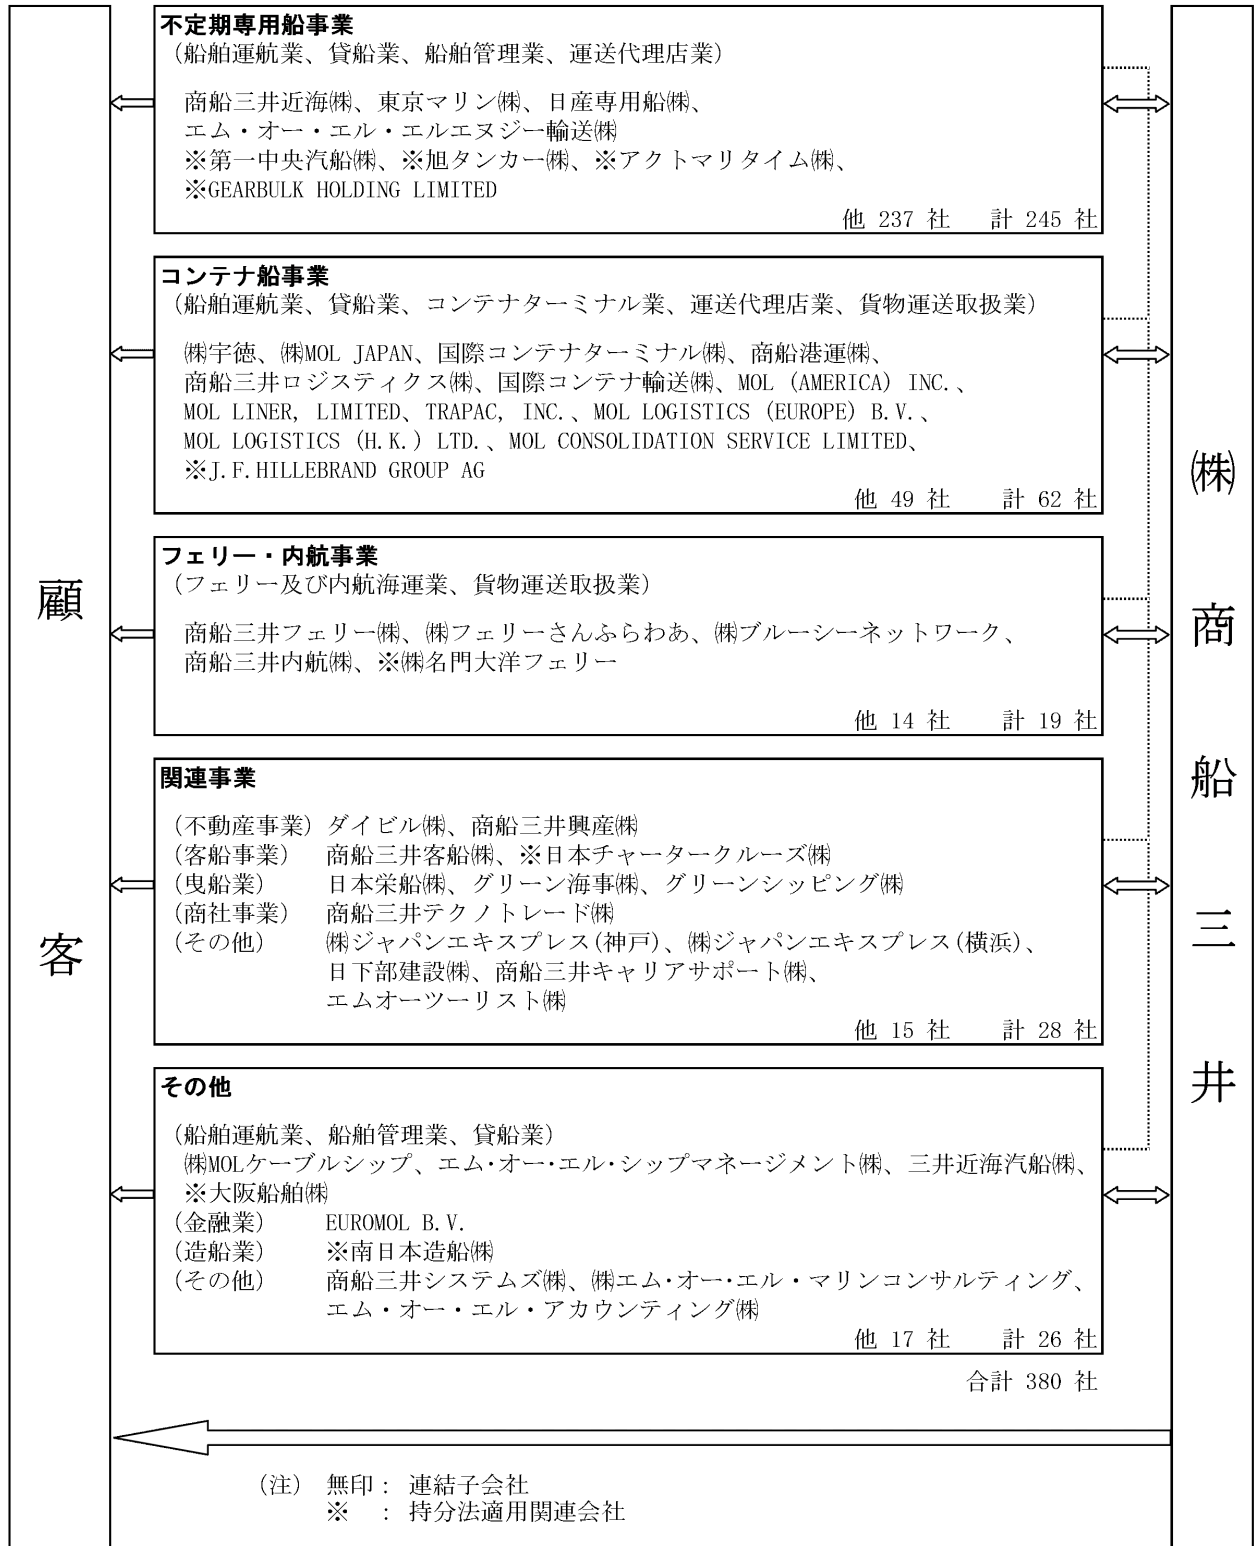 不定期専用船事業
(船舶運航業、貸船業、船舶管理業、運送代理店業)
商船三井近海㈱、東京マリン㈱、日産専用船㈱、
エム・オー・エル・エルエヌジー輸送㈱
※第一中央汽船㈱、※旭タンカー㈱、※アクトマリタイム㈱、
※GEARBULK HOLDING LIMITED
他 237 社 計 245 社
コンテナ船事業
(船舶運航業、貸船業、コンテナターミナル業、運送代理店業、貨物運送取扱業)
㈱宇徳、㈱MOL JAPAN、国際コンテナターミナル㈱、商船港運㈱、
商船三井ロジスティクス㈱、国際コンテナ輸送㈱、MOL (AMERICA) INC.、
MOL LINER, LIMITED、TRAPAC, INC.、MOL LOGISTICS (EUROPE) B.V.、
MOL LOGISTICS (H.K.) LTD.、MOL CONSOLIDATION SERVICE LIMITED、
※J.F.HILLEBRAND GROUP AG
他 49 社 計 62 社
フェリー・内航事業
(フェリー及び内航海運業、貨物運送取扱業)
商船三井フェリー㈱、㈱フェリーさんふらわあ、㈱ブルーシーネットワーク、
商船三井内航㈱、※㈱名門大洋フェリー
他 14 社 計 19 社
関連事業
(不動産事業) ダイビル㈱、商船三井興産㈱
(客船事業) 商船三井客船㈱、※日本チャータークルーズ㈱
(曳船業) 日本栄船㈱、グリーン海事㈱、グリーンシッピング㈱
(商社事業) 商船三井テクノトレード㈱
(その他) ㈱ジャパンエキスプレス(神戸)、㈱ジャパンエキスプレス(横浜)、
日下部建設㈱、商船三井キャリアサポート㈱、
エムオーツーリスト㈱
他 15 社 計 28 社
その他
(船舶運航業、船舶管理業、貸船業)
㈱MOLケーブルシップ、エム・オー・エル・シップマネージメント㈱、三井近海汽船㈱、
※大阪船舶㈱
(金融業) EUROMOL B.V.
(造船業) ※南日本造船㈱
(その他) 商船三井システムズ㈱、㈱エム・オー・エル・マリンコンサルティング、
エム・オー・エル・アカウンティング㈱
他 17 社 計 26 社
合計 380 社
(注) 無印: 連結子会社
※ : 持分法適用関連会社
顧客
㈱商船三井